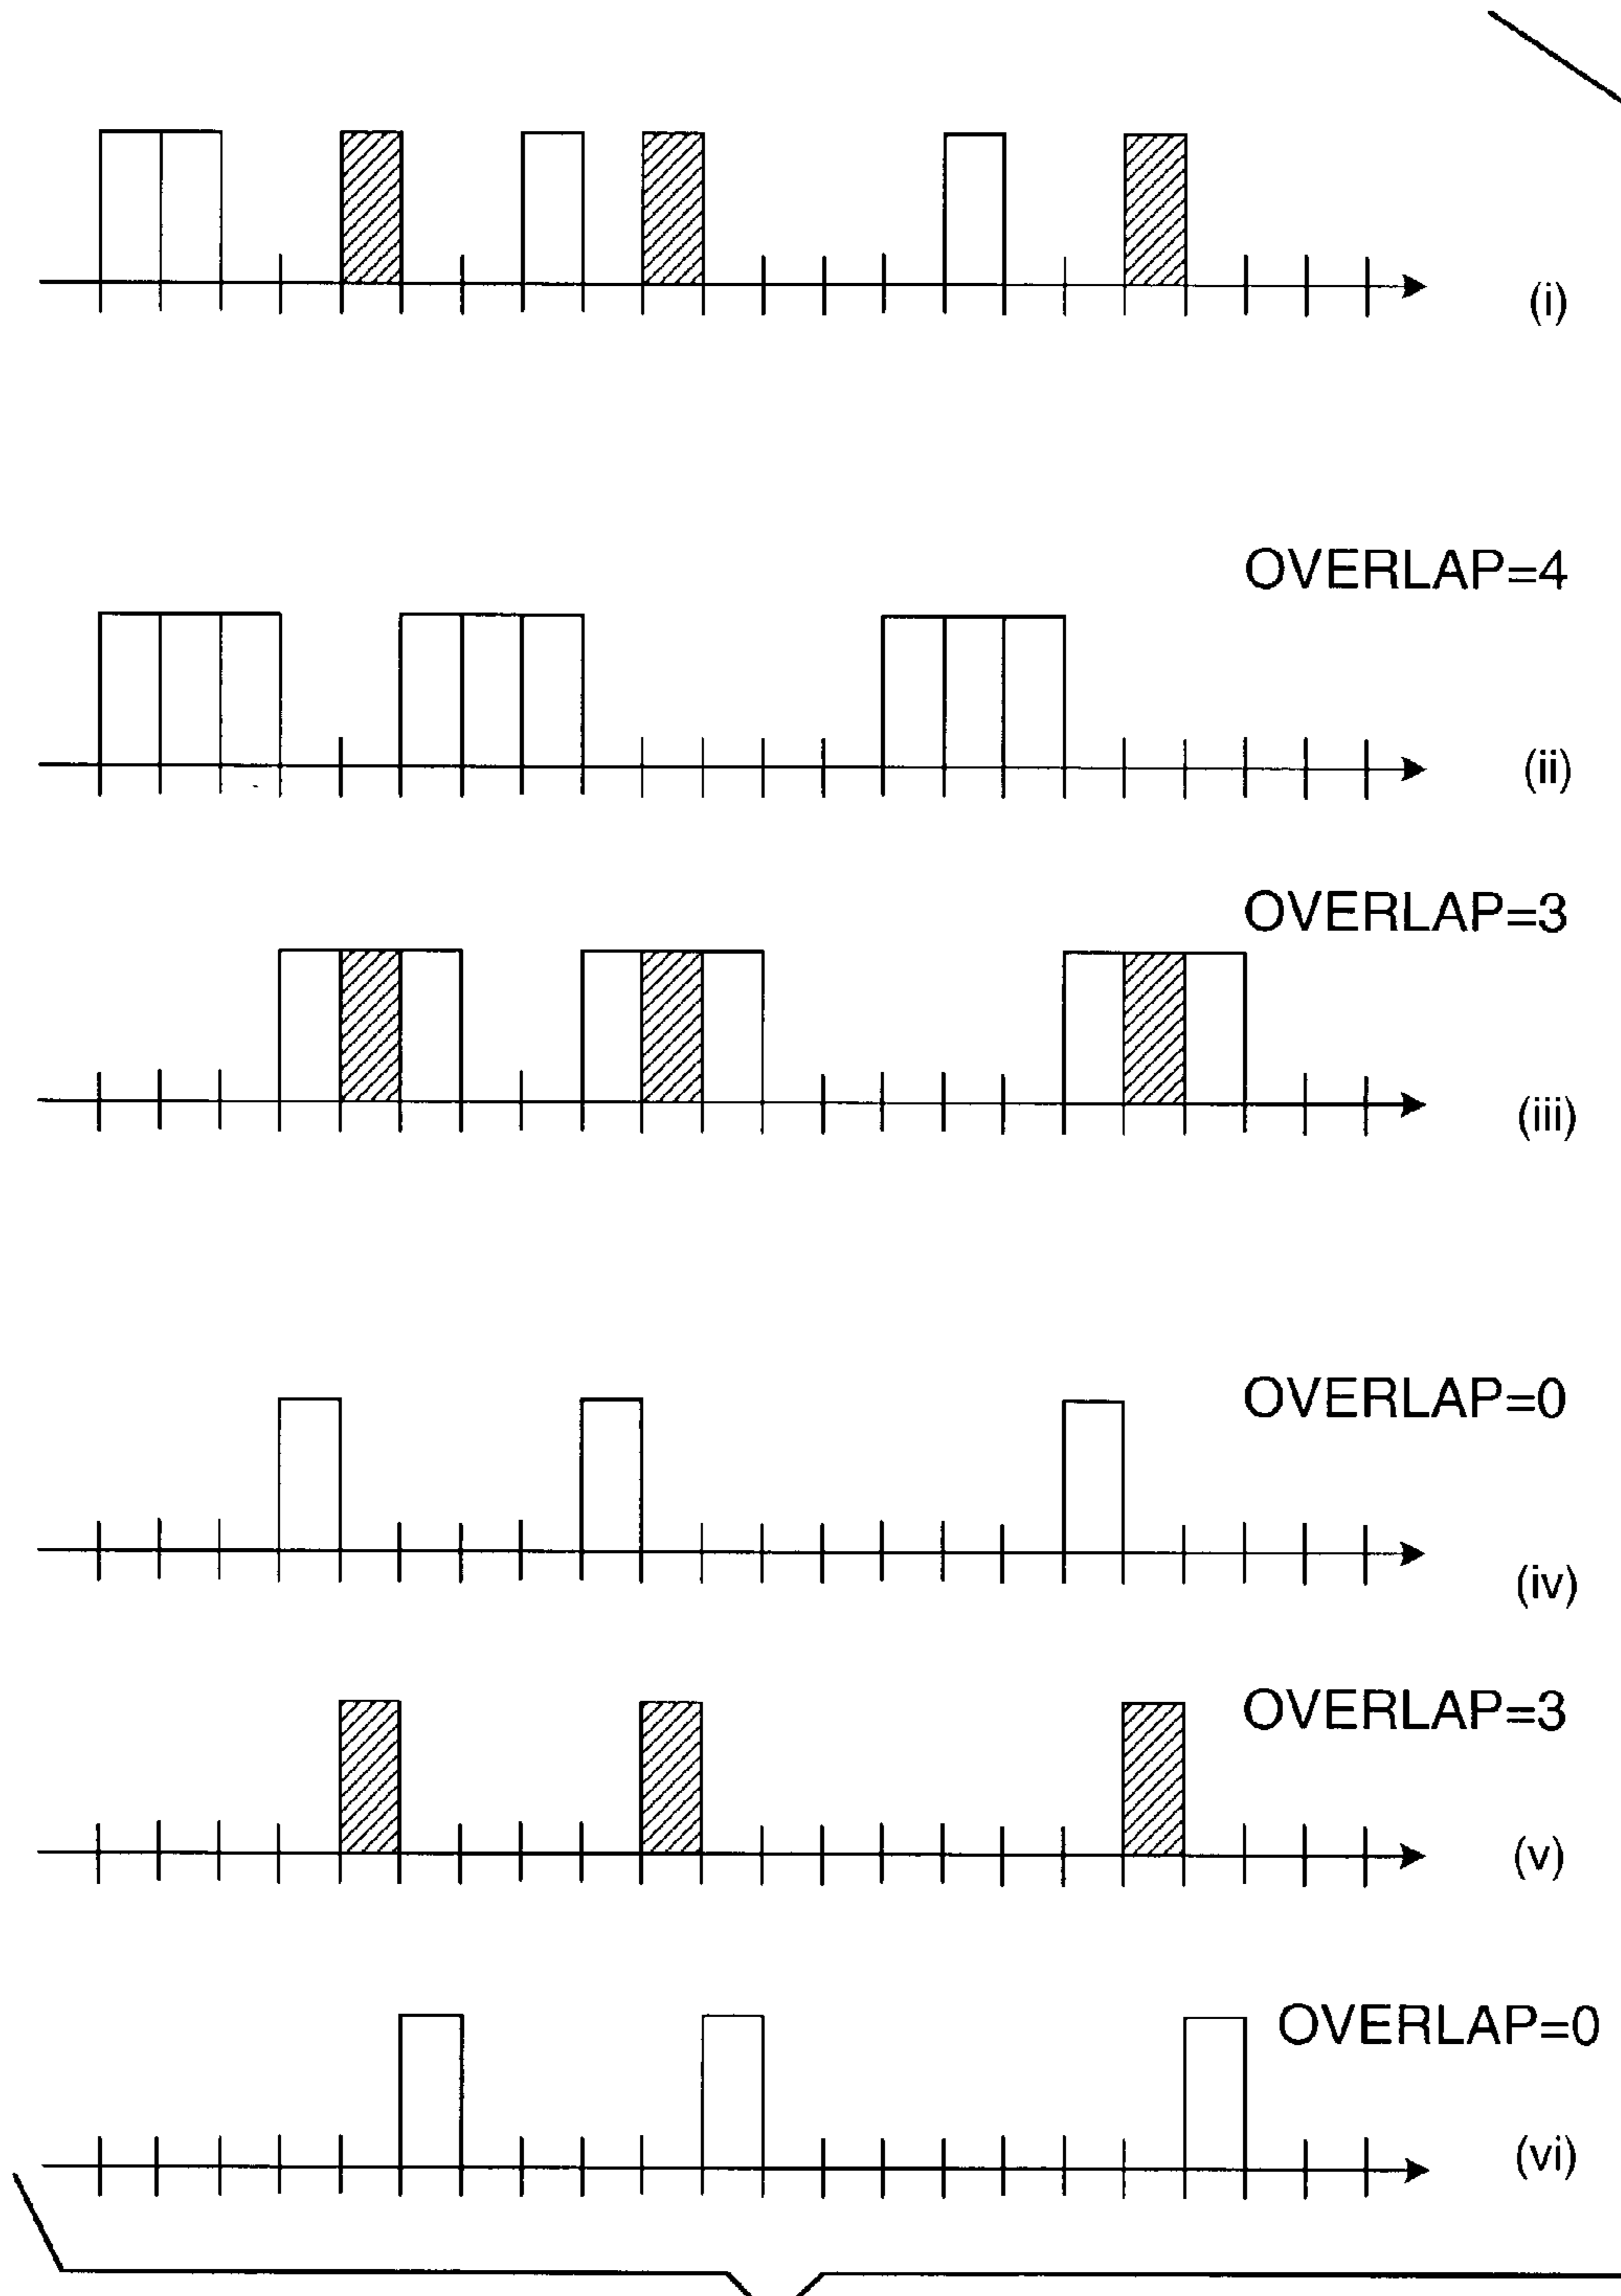 (i)
OVERLAP=4
(ii)
OVERLAP=3
(iii)
OVERLAP=0
(iv)
OVERLAP=3
(v)
OVERLAP=0
(vi)